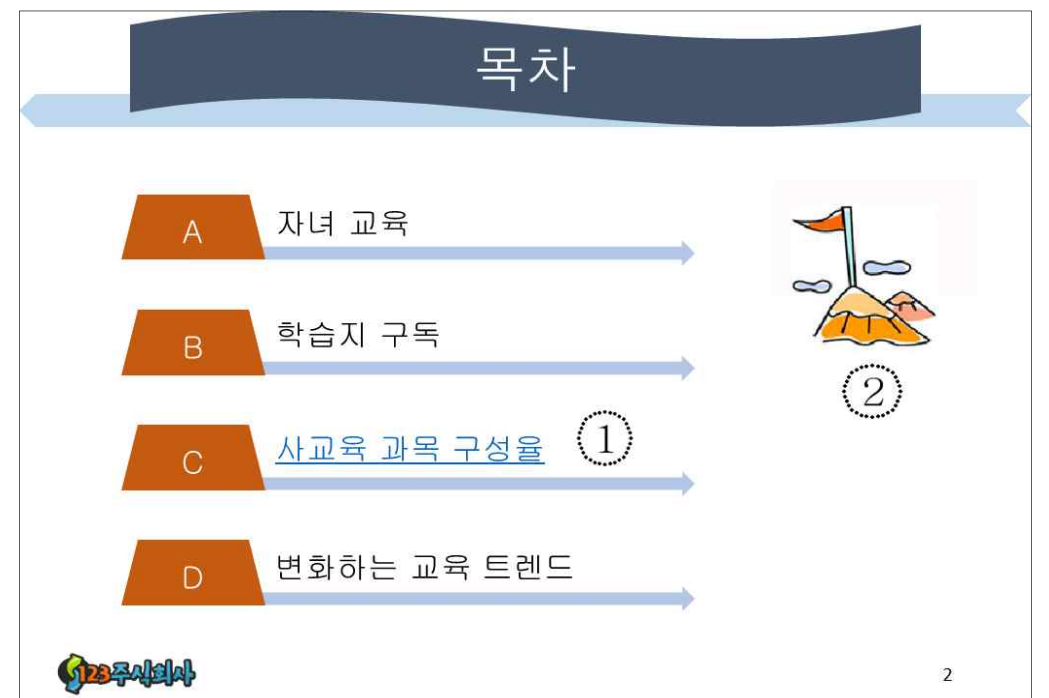 목차
A 자녀 교육
B 학습지 구독
C 사교육 과목 구성율 ①
D 변화하는 교육 트렌드
②
123주식회사
2